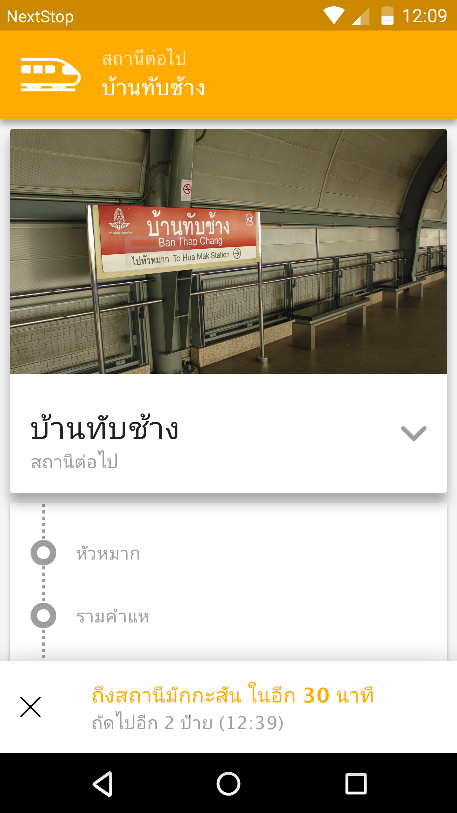 NextStop 12:09
สถานีต่อไป
บ้านทับช้าง
บ้านทับช้าง
Ban Thap Chang
ไปหัวหมาก To Hua Mak Station
บ้านทับช้าง
สถานีต่อไป
หัวหมาก
รามคำแห
ถึงสถานีมักกะสัน ในอีก 30 นาที
ถัดไปอีก 2 ป้าย (12:39)